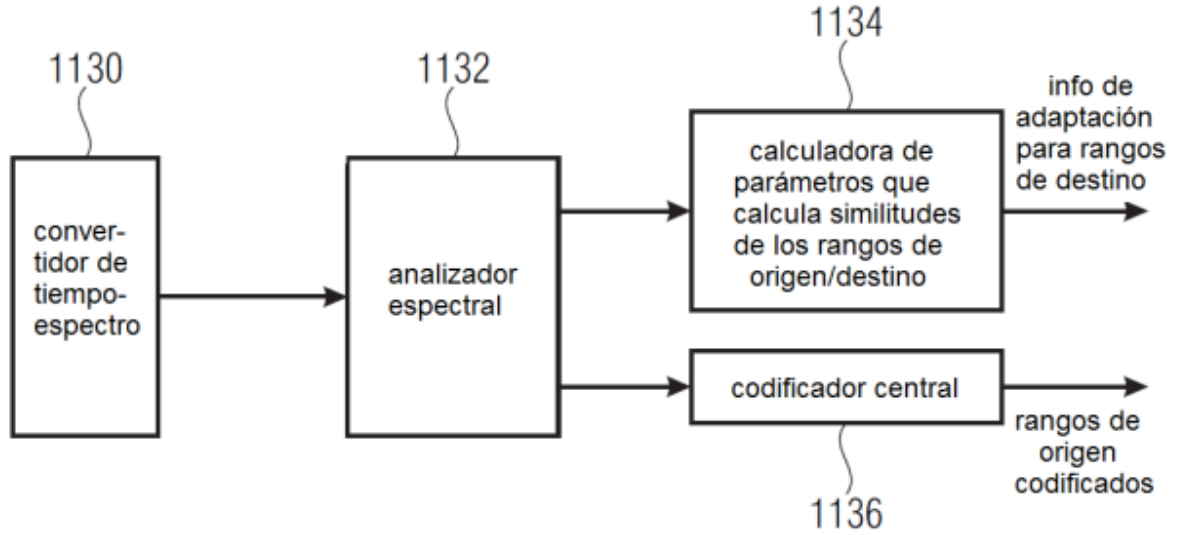 1130
conver-
tidor de
tiempo-
espectro
1132
analizador
espectral
1134
calculadora de
parámetros que
calcula similitudes
de los rangos de
origen/destino
info de
adaptación
para rangos
de destino
codificador central
1136
rangos de
origen
codificados